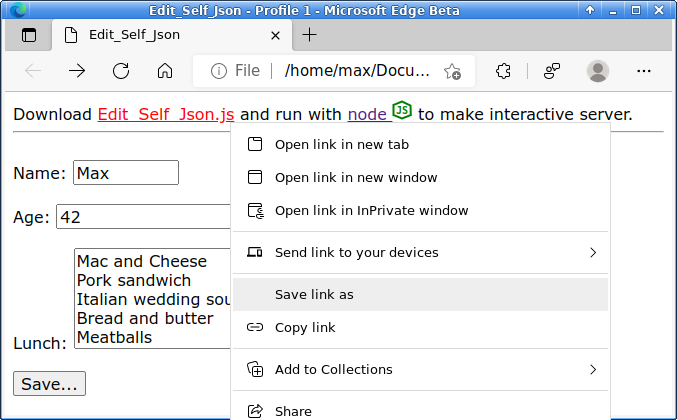 Edit_Self_Json - Profile 1 - Microsoft Edge Beta
Edit_Self_Json
File
/home/max/Docu...
Download Edit_Self_Json.js and run with node JS to make interactive server.
Name: Max
Age: 42
Mac and Cheese
Pork sandwich
Italian wedding sou
Bread and butter
Lunch: Meatballs
Save...
Open link in new tab
Open link in new window
Open link in InPrivate window
Send link to your devices
Save link as
Copy link
Add to Collections
Share